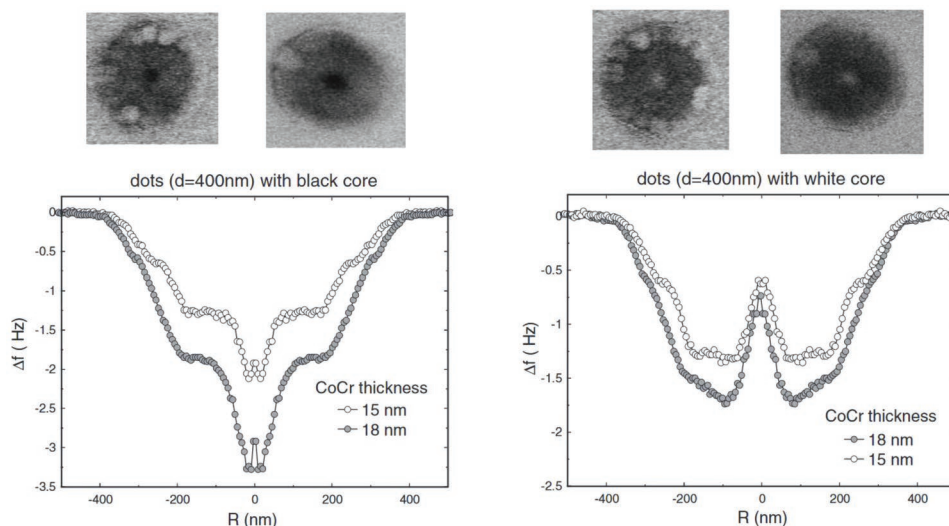 dots (d=400nm) with black core
0
-0.5
-1
-1.5
-2
-2.5
-3
-3.5
Δf ( Hz)
CoCr thickness
15 nm
18 nm
-400 -200 0 200 400
R (nm)
dots (d=400nm) with white core
0
-0.5
-1
-1.5
-2
-2.5
Δf ( Hz)
CoCr thickness
18 nm
15 nm
-400 -200 0 200 400
R (nm)